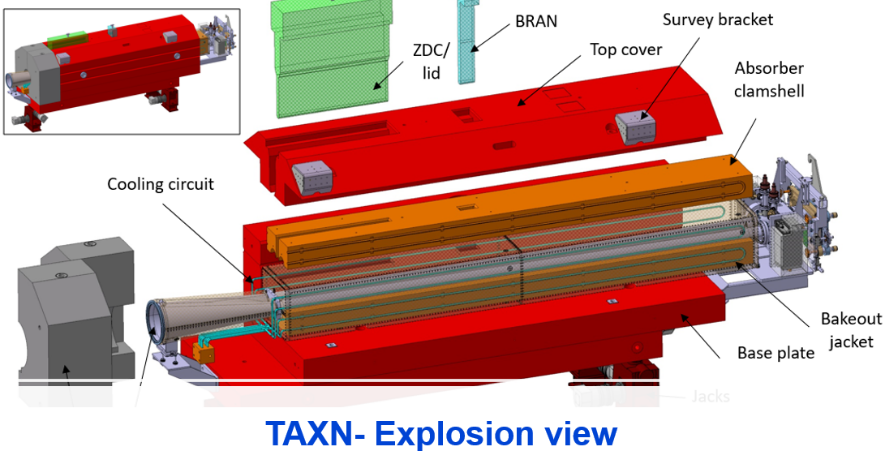 BRAN
Survey bracket
ZDC/
lid
Top cover
Absorber
clamshell
Cooling circuit
Bakeout
jacket
Base plate
Jacks
TAXN- Explosion view